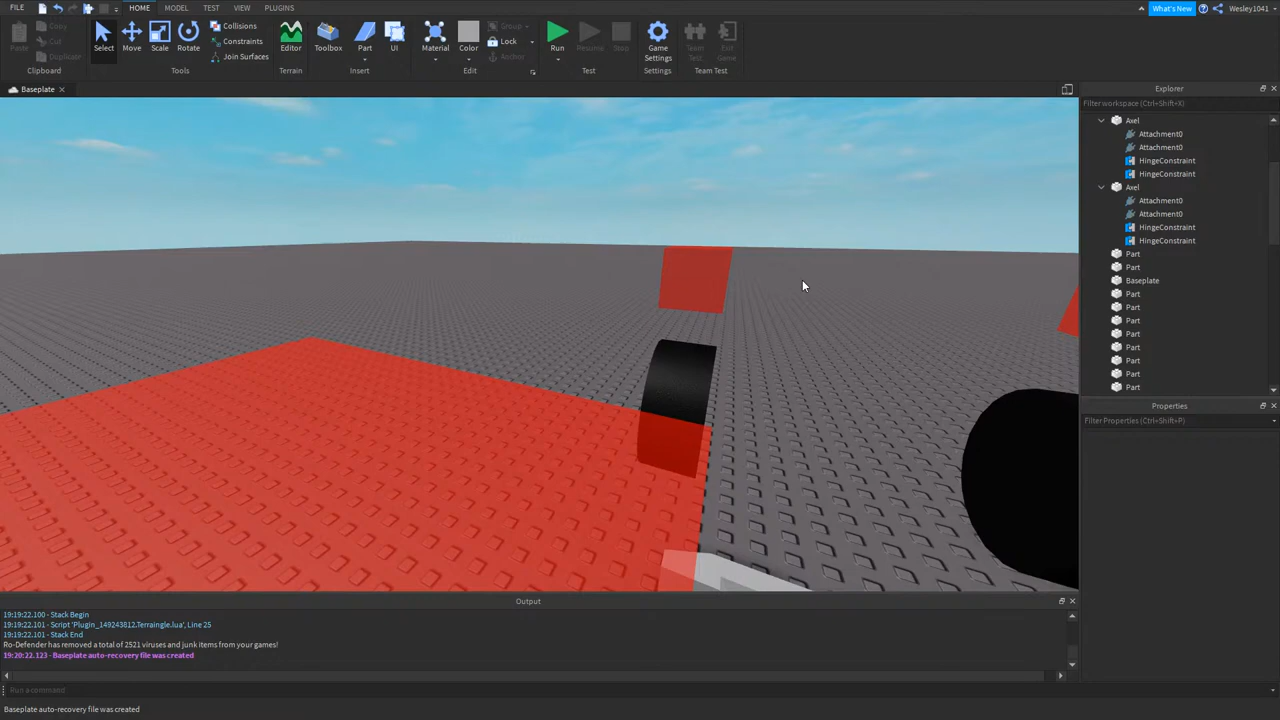 FILE
HOME
MODEL
TEST
VIEW
PLUGINS
What's New
Wesley1041
Paste
Copy
Cut
Duplicate
Clipboard
Select
Move
Scale
Rotate
Collisions
Constraints
Join Surfaces
Tools
Editor
Terrain
Toolbox
Part
UI
Insert
Material
Color
Group
Lock
Anchor
Edit
Run
Resume
Stop
Test
Game Settings
Settings
Team Test
Exit Game
Team Test
Baseplate
Explorer
Filter workspace (Ctrl+Shift+X)
Axel
Attachment0
Attachment0
HingeConstraint
HingeConstraint
Axel
Attachment0
Attachment0
HingeConstraint
HingeConstraint
Part
Part
Baseplate
Part
Part
Part
Part
Part
Part
Part
Part
Properties
Filter Properties (Ctrl+Shift+P)
Output
19:19:22.100 - Stack Begin
19:19:22.101 - Script 'Plugin_149243812.Terraingle.lua', Line 25
19:19:22.101 - Stack End
Ro-Defender has removed a total of 2521 viruses and junk items from your games!
19:20:22.123 - Baseplate auto-recovery file was created
Run a command
Baseplate auto-recovery file was created